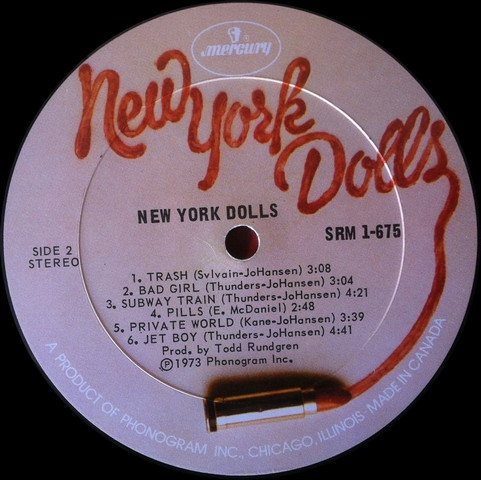 mercury
New York
Dolls
NEW YORK DOLLS
SRM 1-675
SIDE 2
STEREO
1. TRASH (Sylvain-JoHansen) 3:08
2. BAD GIRL (Thunders-JoHansen) 3:04
3. SUBWAY TRAIN (Thunders-JoHansen) 4:21
4. PILLS (E. McDaniel) 2:48
5. PRIVATE WORLD (Kane-JoHansen) 3:39
6. JET BOY (Thunders-JoHansen) 4:41
Prod. by Todd Rundgren
Ⓟ1973 Phonogram Inc.
A PRODUCT OF PHONOGRAM INC., CHICAGO, ILLINOIS · MADE IN CANADA